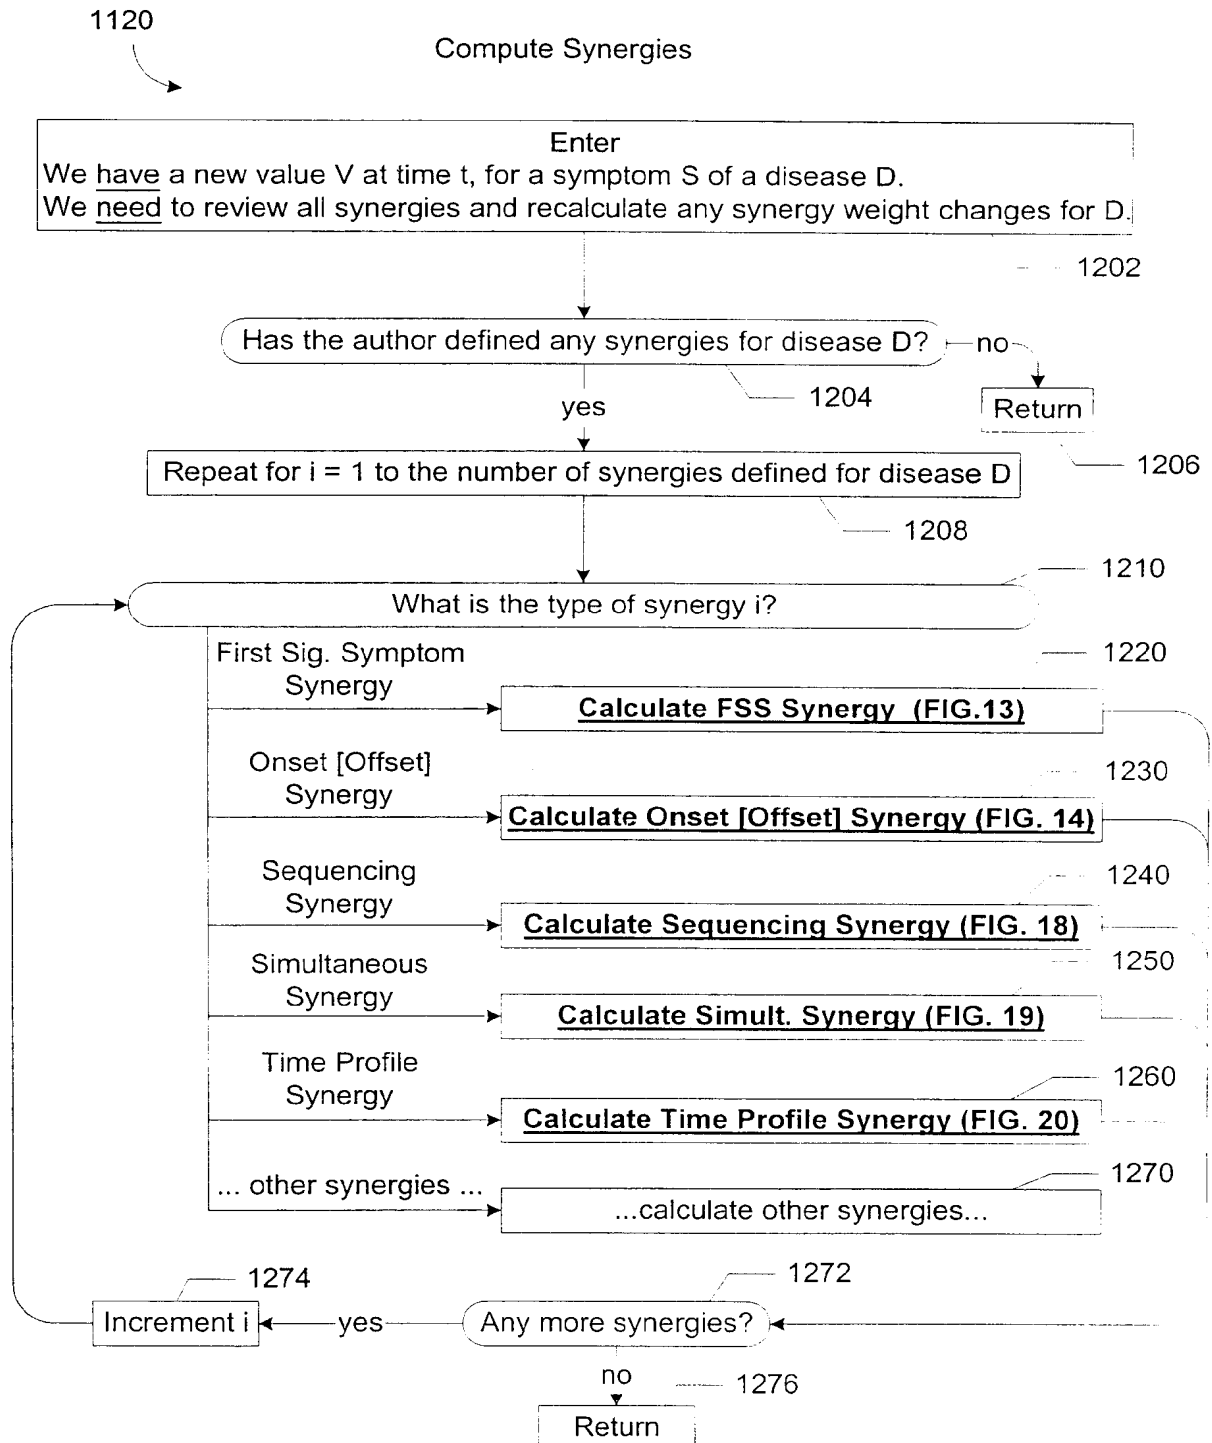 1120
Compute Synergies
Enter
We have a new value V at time t, for a symptom S of a disease D.
We need to review all synergies and recalculate any synergy weight changes for D.
1202
Has the author defined any synergies for disease D?
no
1204
yes
Return
1206
Repeat for i = 1 to the number of synergies defined for disease D
1208
1210
What is the type of synergy i?
First Sig. Symptom
Synergy
1220
Calculate FSS Synergy (FIG.13)
Onset [Offset]
Synergy
1230
Calculate Onset [Offset] Synergy (FIG. 14)
Sequencing
Synergy
1240
Calculate Sequencing Synergy (FIG. 18)
Simultaneous
Synergy
1250
Calculate Simult. Synergy (FIG. 19)
Time Profile
Synergy
1260
Calculate Time Profile Synergy (FIG. 20)
... other synergies ...
1270
...calculate other synergies...
1274
1272
Increment i
yes
Any more synergies?
no
1276
Return